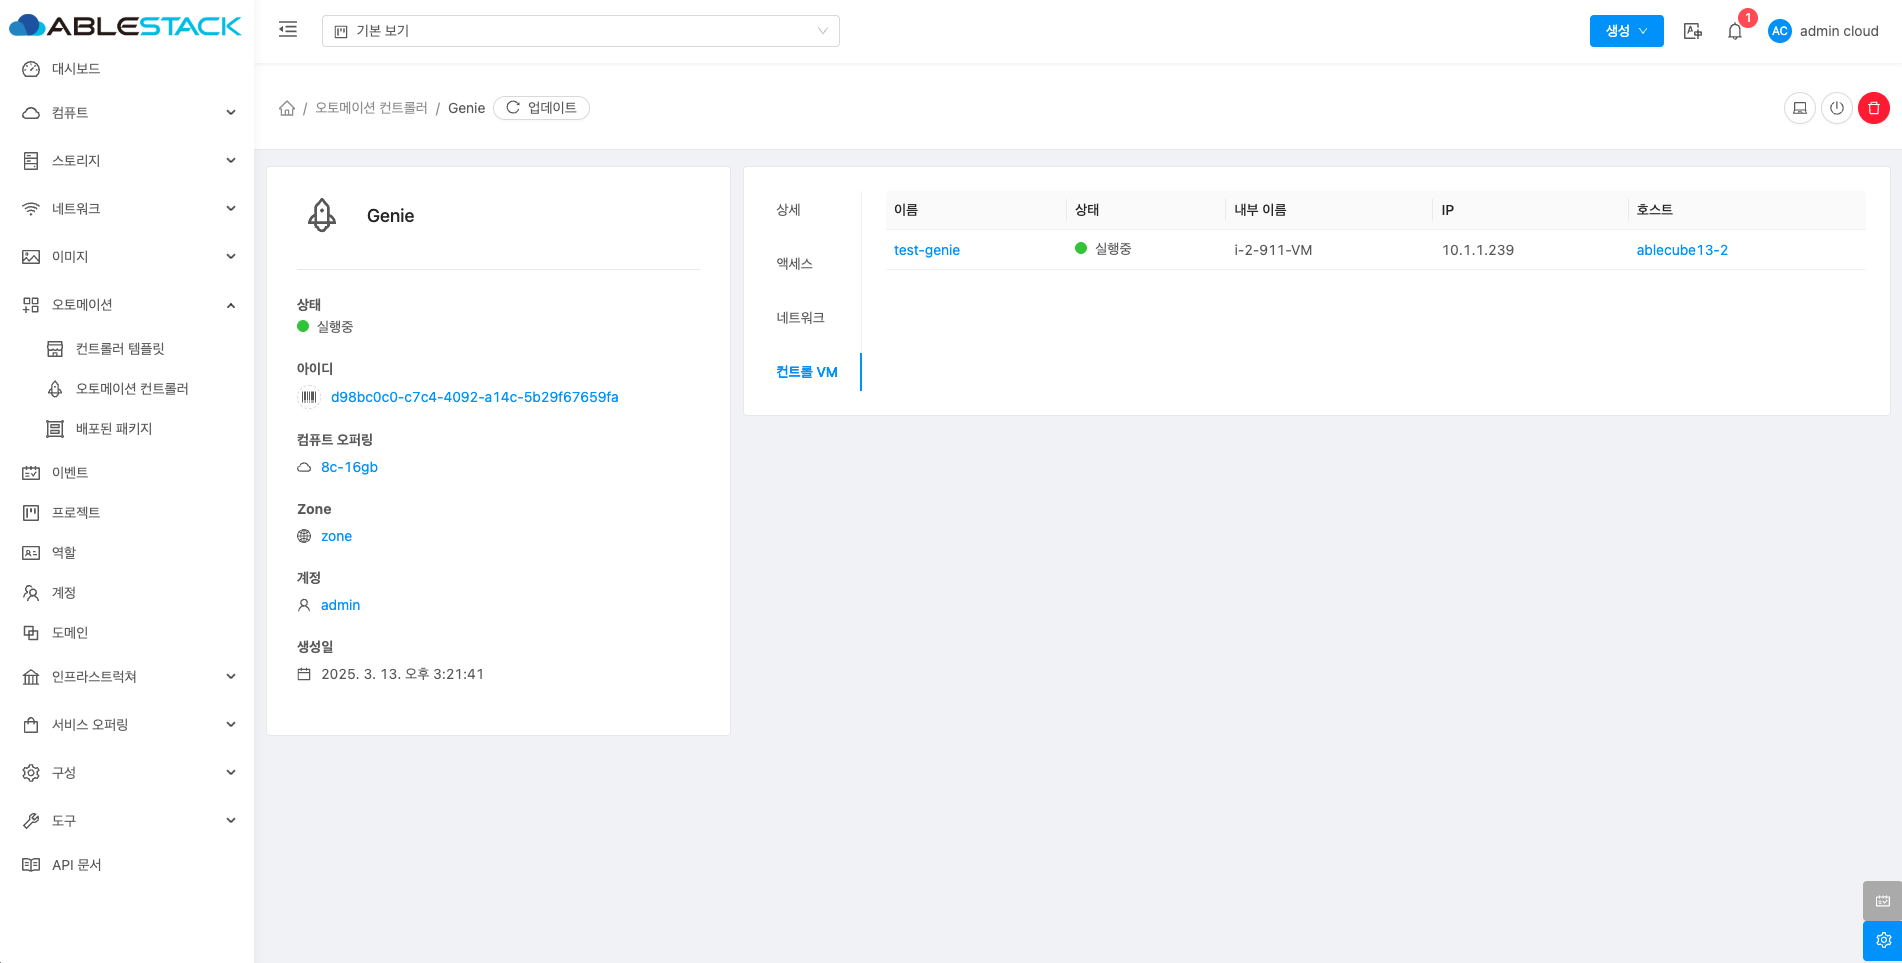 ABLESTACK
기본 보기
생성
1
AC
admin cloud
대시보드
컴퓨트
스토리지
네트워크
이미지
오토메이션
컨트롤러 템플릿
오토메이션 컨트롤러
배포된 패키지
이벤트
프로젝트
역할
계정
도메인
인프라스트럭쳐
서비스 오퍼링
구성
도구
API 문서
/ 오토메이션 컨트롤러 / Genie 업데이트
Genie
상태
실행중
아이디
d98bc0c0-c7c4-4092-a14c-5b29f67659fa
컴퓨트 오퍼링
8c-16gb
Zone
zone
계정
admin
생성일
2025. 3. 13. 오후 3:21:41
상세
액세스
네트워크
컨트롤 VM
이름 상태 내부 이름 IP 호스트
test-genie 실행중 i-2-911-VM 10.1.1.239 ablecube13-2